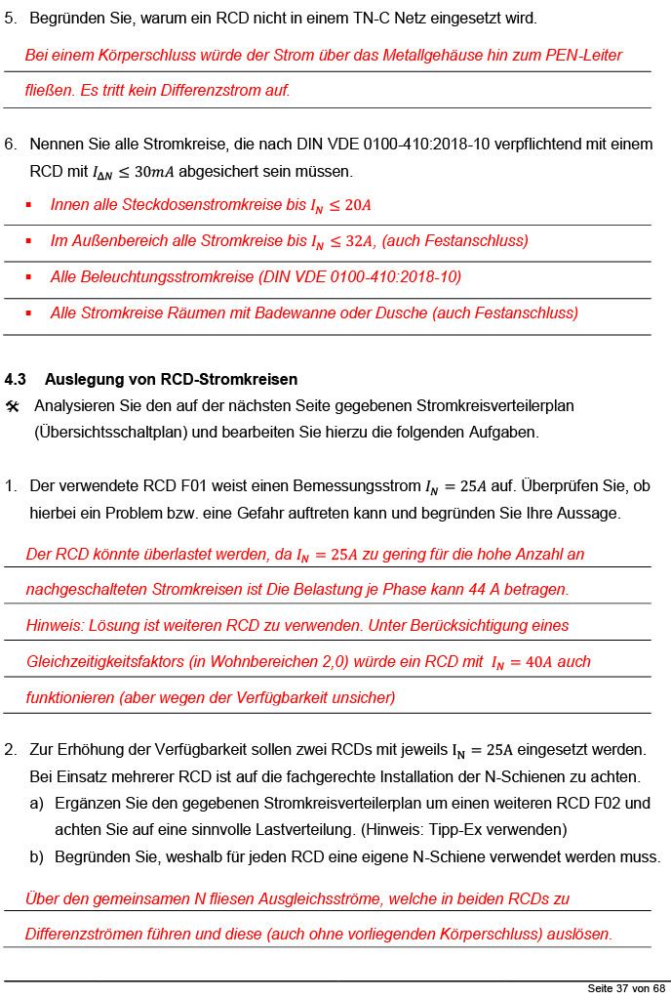 5. Begründen Sie, warum ein RCD nicht in einem TN-C Netz eingesetzt wird.
Bei einem Körperschluss würde der Strom über das Metallgehäuse hin zum PEN-Leiter
fließen. Es tritt kein Differenzstrom auf.
6. Nennen Sie alle Stromkreise, die nach DIN VDE 0100-410:2018-10 verpflichtend mit einem
RCD mit I_ΔN ≤ 30mA abgesichert sein müssen.
▪ Innen alle Steckdosenstromkreise bis I_N ≤ 20A
▪ Im Außenbereich alle Stromkreise bis I_N ≤ 32A, (auch Festanschluss)
▪ Alle Beleuchtungsstromkreise (DIN VDE 0100-410:2018-10)
▪ Alle Stromkreise Räumen mit Badewanne oder Dusche (auch Festanschluss)
4.3 Auslegung von RCD-Stromkreisen
🛠 Analysieren Sie den auf der nächsten Seite gegebenen Stromkreisverteilerplan
(Übersichtsschaltplan) und bearbeiten Sie hierzu die folgenden Aufgaben.
1. Der verwendete RCD F01 weist einen Bemessungsstrom I_N = 25A auf. Überprüfen Sie, ob
hierbei ein Problem bzw. eine Gefahr auftreten kann und begründen Sie Ihre Aussage.
Der RCD könnte überlastet werden, da I_N = 25A zu gering für die hohe Anzahl an
nachgeschalteten Stromkreisen ist Die Belastung je Phase kann 44 A betragen.
Hinweis: Lösung ist weiteren RCD zu verwenden. Unter Berücksichtigung eines
Gleichzeitigkeitsfaktors (in Wohnbereichen 2,0) würde ein RCD mit I_N = 40A auch
funktionieren (aber wegen der Verfügbarkeit unsicher)
2. Zur Erhöhung der Verfügbarkeit sollen zwei RCDs mit jeweils I_N = 25A eingesetzt werden.
Bei Einsatz mehrerer RCD ist auf die fachgerechte Installation der N-Schienen zu achten.
a) Ergänzen Sie den gegebenen Stromkreisverteilerplan um einen weiteren RCD F02 und
achten Sie auf eine sinnvolle Lastverteilung. (Hinweis: Tipp-Ex verwenden)
b) Begründen Sie, weshalb für jeden RCD eine eigene N-Schiene verwendet werden muss.
Über den gemeinsamen N fliesen Ausgleichsströme, welche in beiden RCDs zu
Differenzströmen führen und diese (auch ohne vorliegenden Körperschluss) auslösen.
Seite 37 von 68